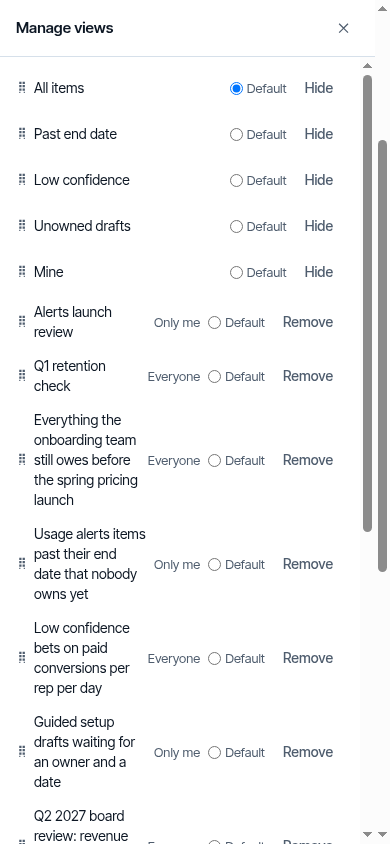 Manage views
All items Default Hide
Past end date Default Hide
Low confidence Default Hide
Unowned drafts Default Hide
Mine Default Hide
Alerts launch
review
Only me Default Remove
Q1 retention
check
Everyone Default Remove
Everything the
onboarding team
still owes before
the spring pricing
launch
Everyone Default Remove
Usage alerts items
past their end
date that nobody
owns yet
Only me Default Remove
Low confidence
bets on paid
conversions per
rep per day
Everyone Default Remove
Guided setup
drafts waiting for
an owner and a
date
Only me Default Remove
Q2 2027 board
review: revenue